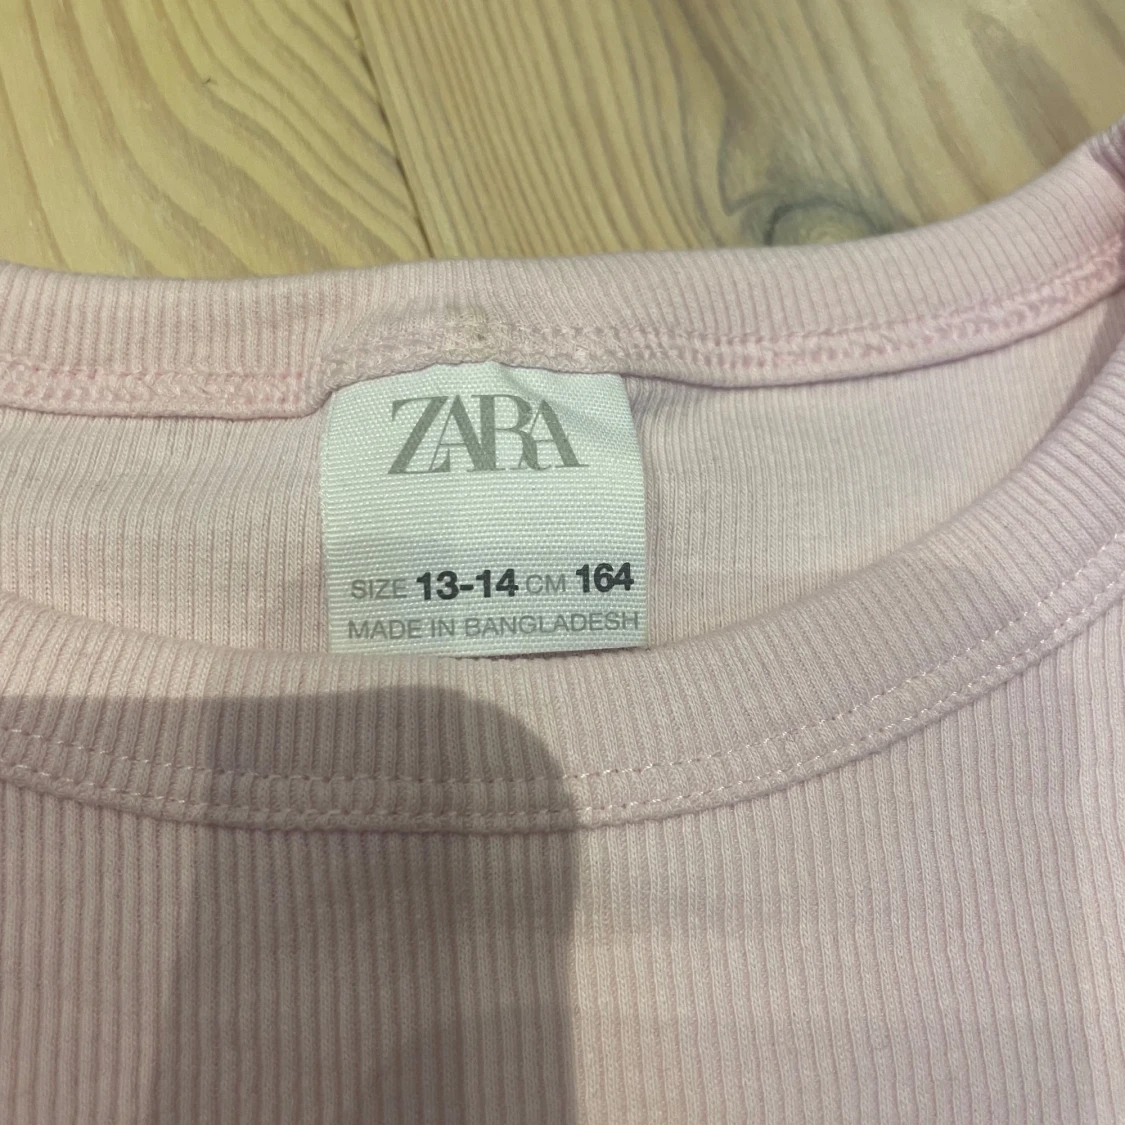 ZARA
SIZE 13-14 CM 164
MADE IN BANGLADESH